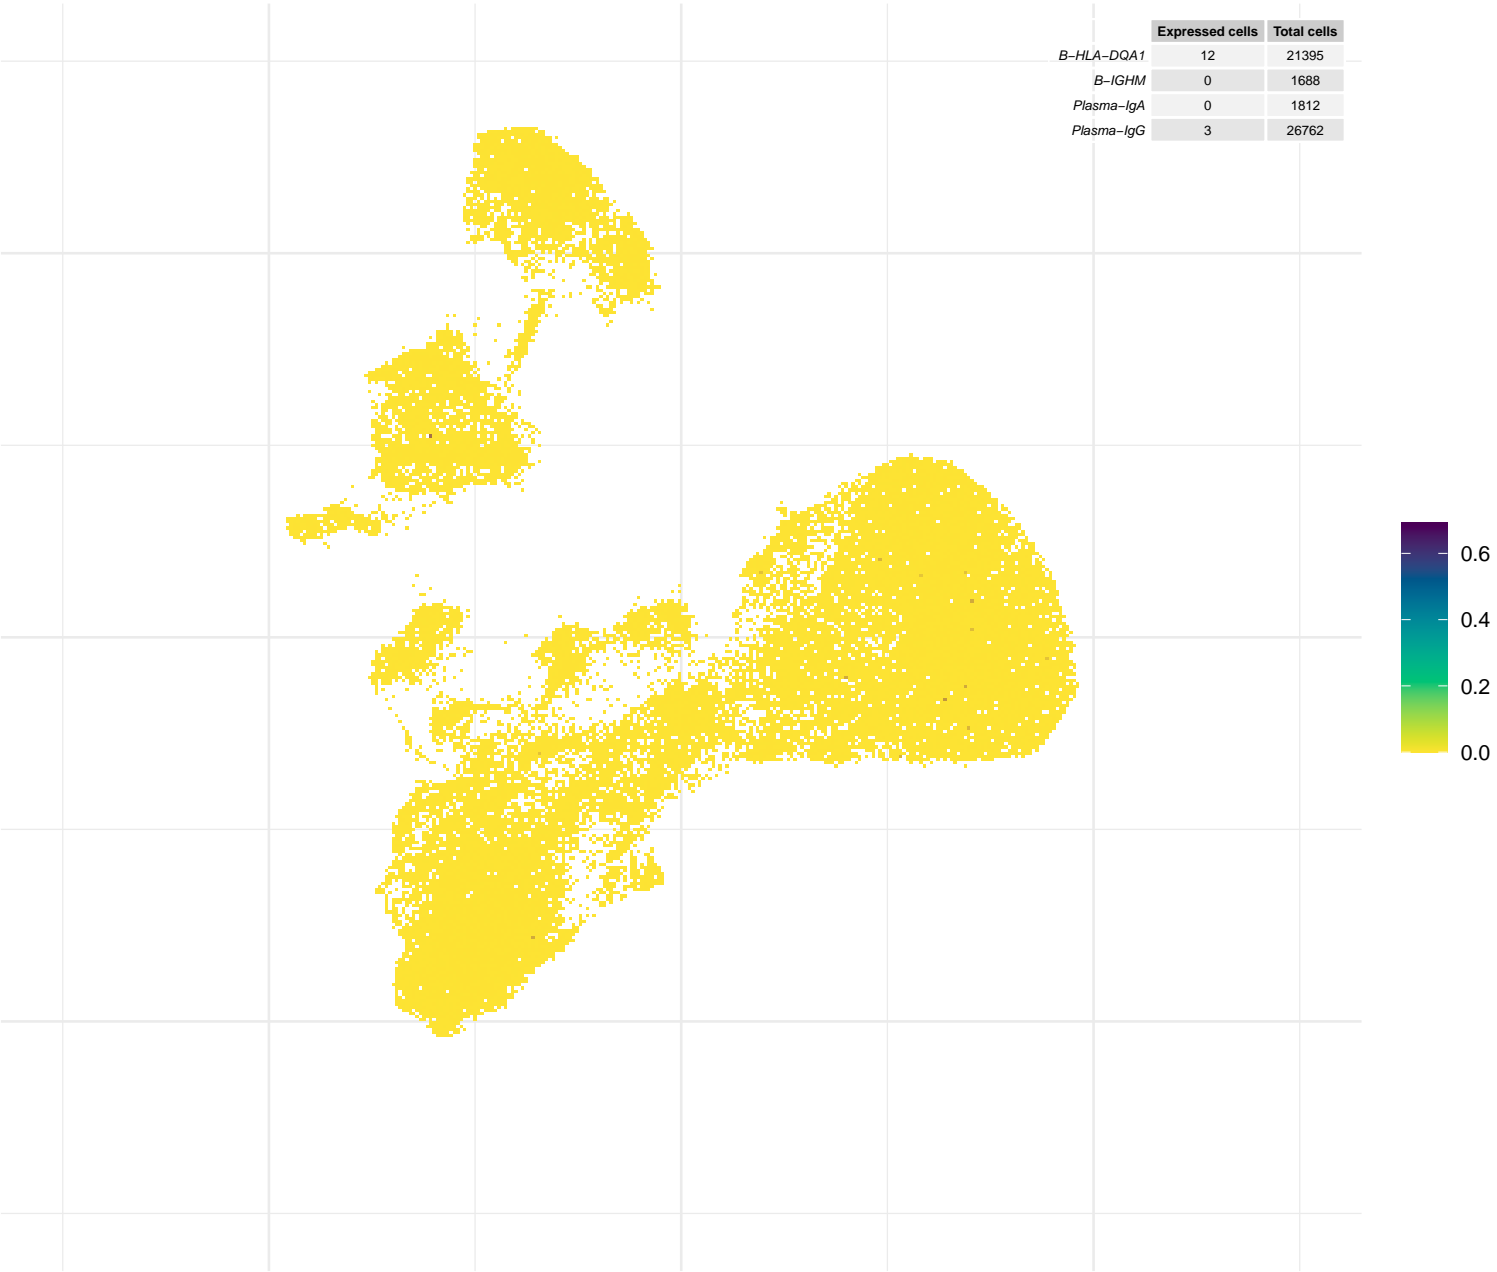 Expressed cells Total cells
B−HLA−DQA1 12 21395
B−IGHM 0 1688
Plasma−IgA 0 1812
Plasma−IgG 3 26762
0.6
0.4
0.2
0.0